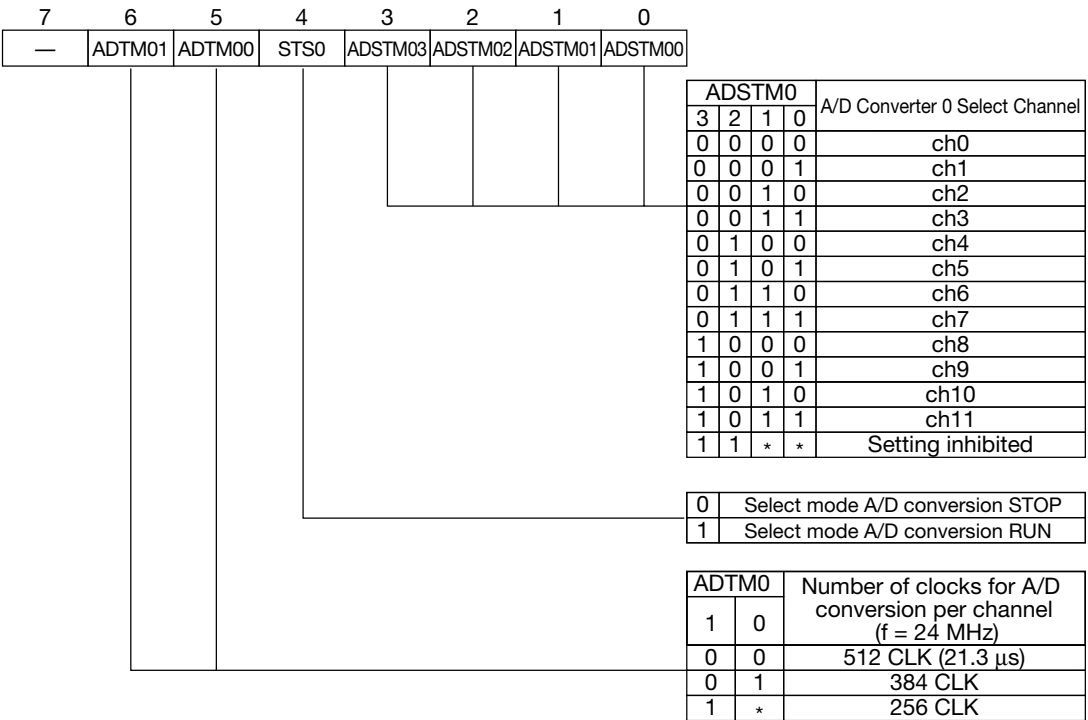 7 6 5 4 3 2 1 0
— ADTM01 ADTM00 STS0 ADSTM03 ADSTM02 ADSTM01 ADSTM00
ADSTM0 A/D Converter 0 Select Channel
3 2 1 0
0 0 0 0 ch0
0 0 0 1 ch1
0 0 1 0 ch2
0 0 1 1 ch3
0 1 0 0 ch4
0 1 0 1 ch5
0 1 1 0 ch6
0 1 1 1 ch7
1 0 0 0 ch8
1 0 0 1 ch9
1 0 1 0 ch10
1 0 1 1 ch11
1 1 * * Setting inhibited
0 Select mode A/D conversion STOP
1 Select mode A/D conversion RUN
ADTM0 Number of clocks for A/D
conversion per channel
1 0 (f = 24 MHz)
0 0 512 CLK (21.3 µs)
0 1 384 CLK
1 * 256 CLK